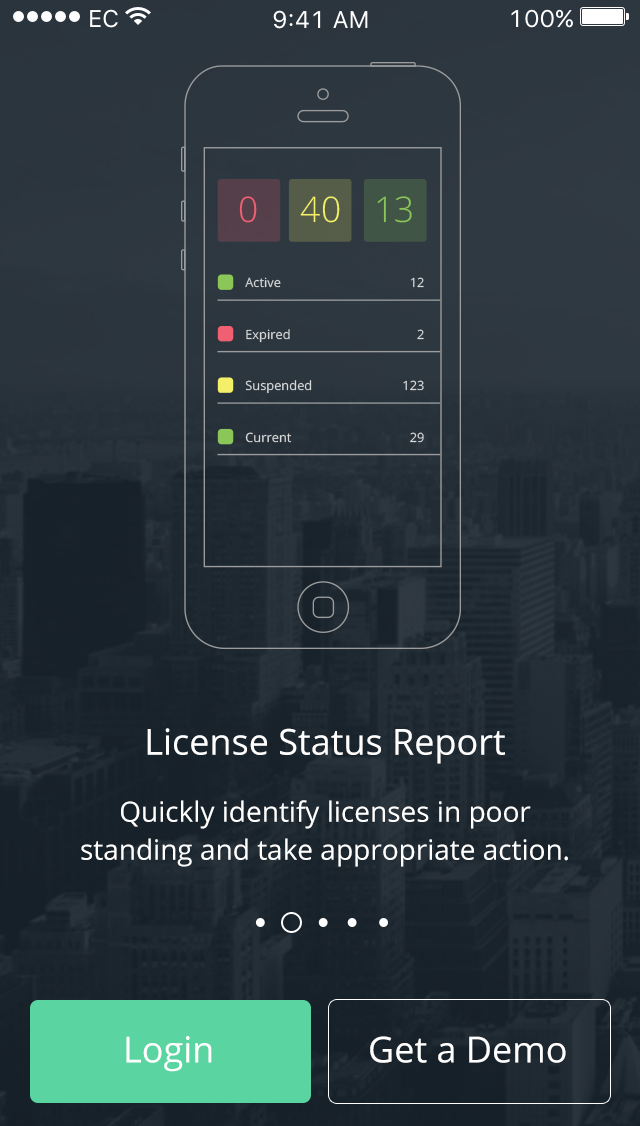 EC 9:41 AM 100%
0 40 13
Active 12
Expired 2
Suspended 123
Current 29
License Status Report
Quickly identify licenses in poor
standing and take appropriate action.
Login Get a Demo